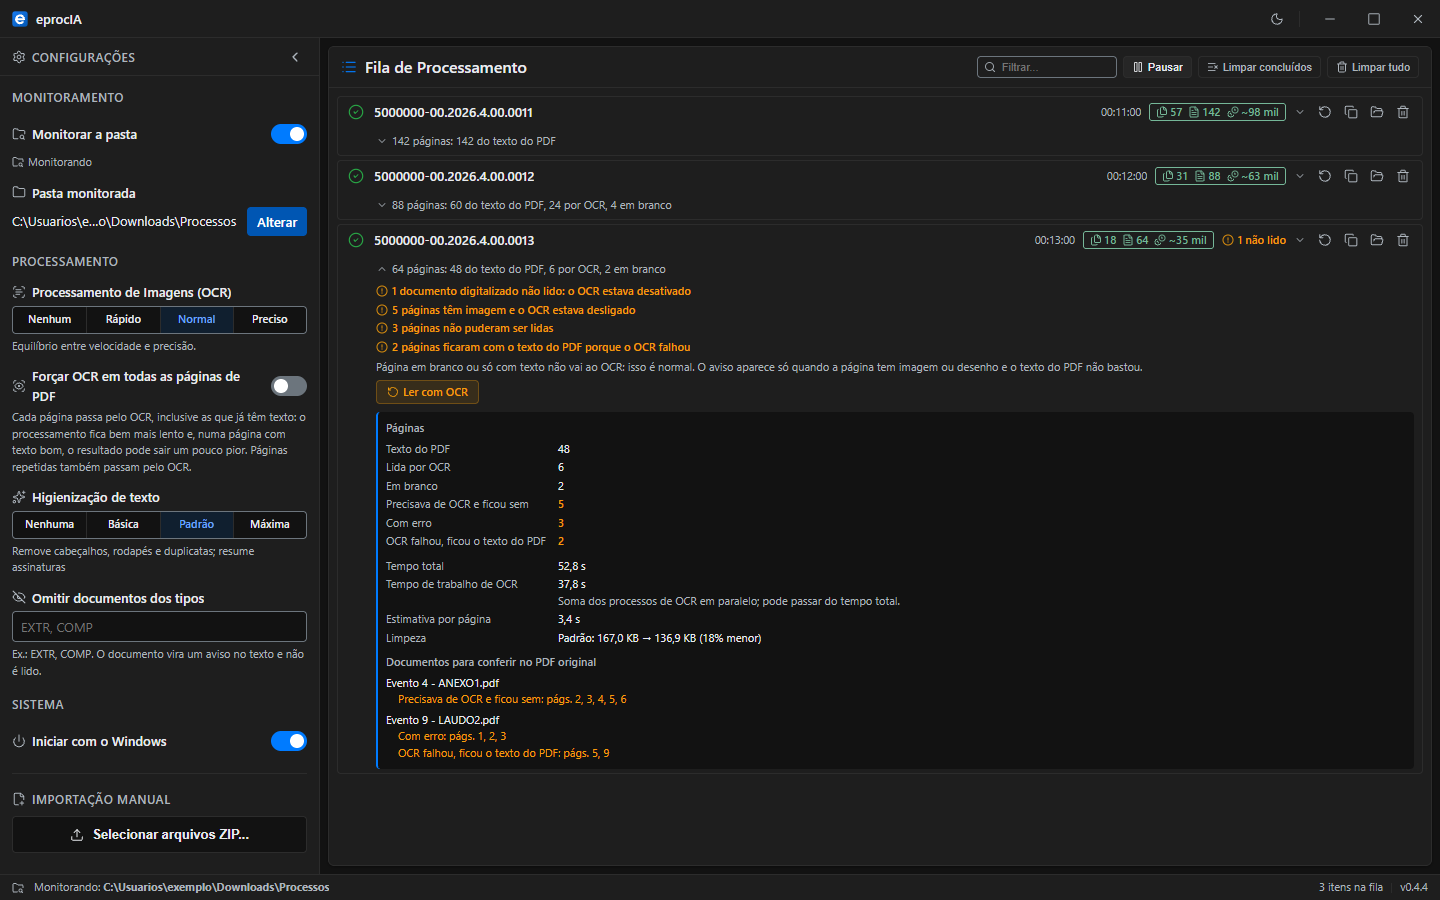 eprocIA
CONFIGURAÇÕES
MONITORAMENTO
Monitorar a pasta
Monitorando
Pasta monitorada
C:\Usuarios\e...o\Downloads\Processos
Alterar
PROCESSAMENTO
Processamento de Imagens (OCR)
Nenhum Rápido Normal Preciso
Equilíbrio entre velocidade e precisão.
Forçar OCR em todas as páginas de
PDF
Cada página passa pelo OCR, inclusive as que já têm texto: o
processamento fica bem mais lento e, numa página com
texto bom, o resultado pode sair um pouco pior. Páginas
repetidas também passam pelo OCR.
Higienização de texto
Nenhuma Básica Padrão Máxima
Remove cabeçalhos, rodapés e duplicatas; resume
assinaturas
Omitir documentos dos tipos
EXTR, COMP
Ex.: EXTR, COMP. O documento vira um aviso no texto e não
é lido.
SISTEMA
Iniciar com o Windows
IMPORTAÇÃO MANUAL
Selecionar arquivos ZIP...
Fila de Processamento
Filtrar... Pausar Limpar concluídos Limpar tudo
5000000-00.2026.4.00.0011 00:11:00 57 142 ~98 mil
142 páginas: 142 do texto do PDF
5000000-00.2026.4.00.0012 00:12:00 31 88 ~63 mil
88 páginas: 60 do texto do PDF, 24 por OCR, 4 em branco
5000000-00.2026.4.00.0013 00:13:00 18 64 ~35 mil 1 não lido
64 páginas: 48 do texto do PDF, 6 por OCR, 2 em branco
1 documento digitalizado não lido: o OCR estava desativado
5 páginas têm imagem e o OCR estava desligado
3 páginas não puderam ser lidas
2 páginas ficaram com o texto do PDF porque o OCR falhou
Página em branco ou só com texto não vai ao OCR: isso é normal. O aviso aparece só quando a página tem imagem ou desenho e o texto do PDF não bastou.
Ler com OCR
Páginas
Texto do PDF 48
Lida por OCR 6
Em branco 2
Precisava de OCR e ficou sem 5
Com erro 3
OCR falhou, ficou o texto do PDF 2
Tempo total 52,8 s
Tempo de trabalho de OCR 37,8 s
Soma dos processos de OCR em paralelo; pode passar do tempo total.
Estimativa por página 3,4 s
Limpeza Padrão: 167,0 KB → 136,9 KB (18% menor)
Documentos para conferir no PDF original
Evento 4 - ANEXO1.pdf
Precisava de OCR e ficou sem: págs. 2, 3, 4, 5, 6
Evento 9 - LAUDO2.pdf
Com erro: págs. 1, 2, 3
OCR falhou, ficou o texto do PDF: págs. 5, 9
Monitorando: C:\Usuarios\exemplo\Downloads\Processos
3 itens na fila v0.4.4